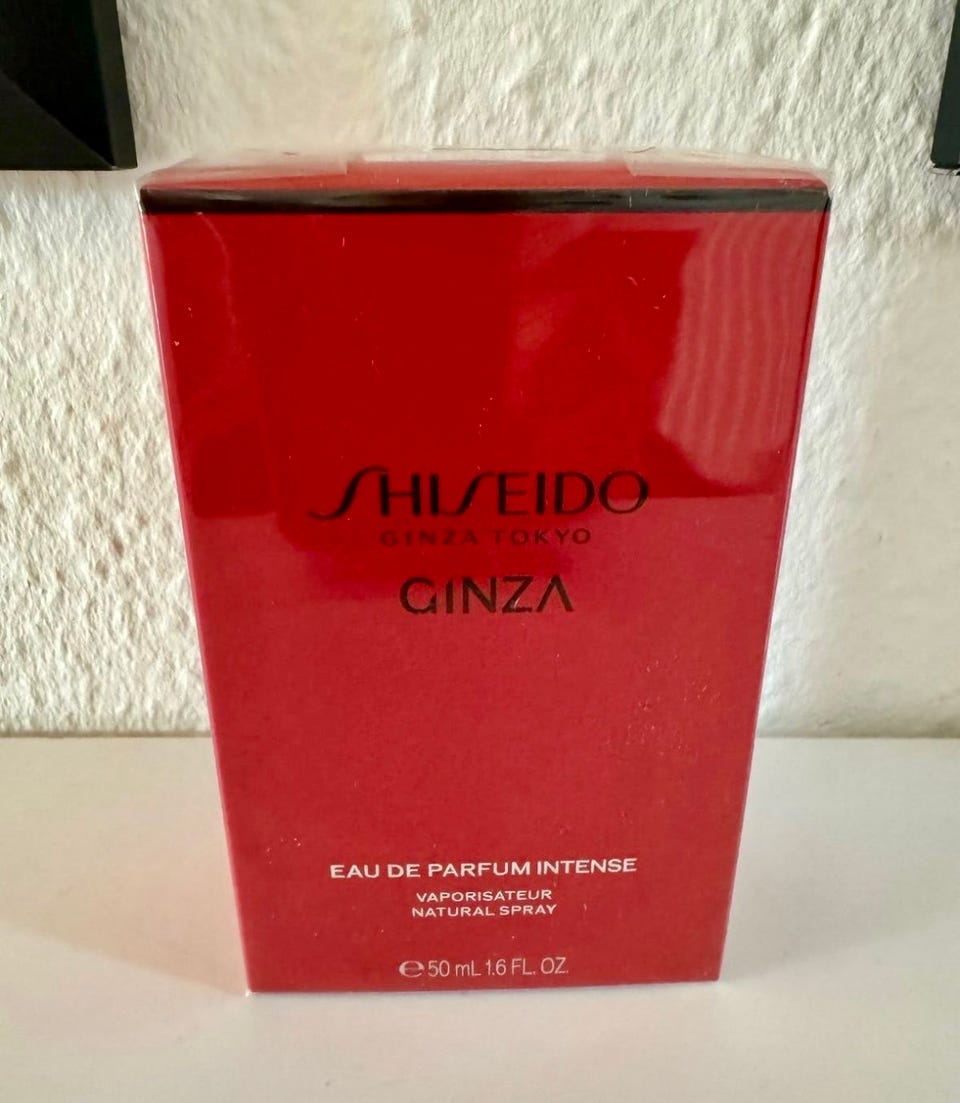 SHISEIDO
GINZA TOKYO
GINZA
EAU DE PARFUM INTENSE
VAPORISATEUR
NATURAL SPRAY
℮50 mL 1.6 FL. OZ.